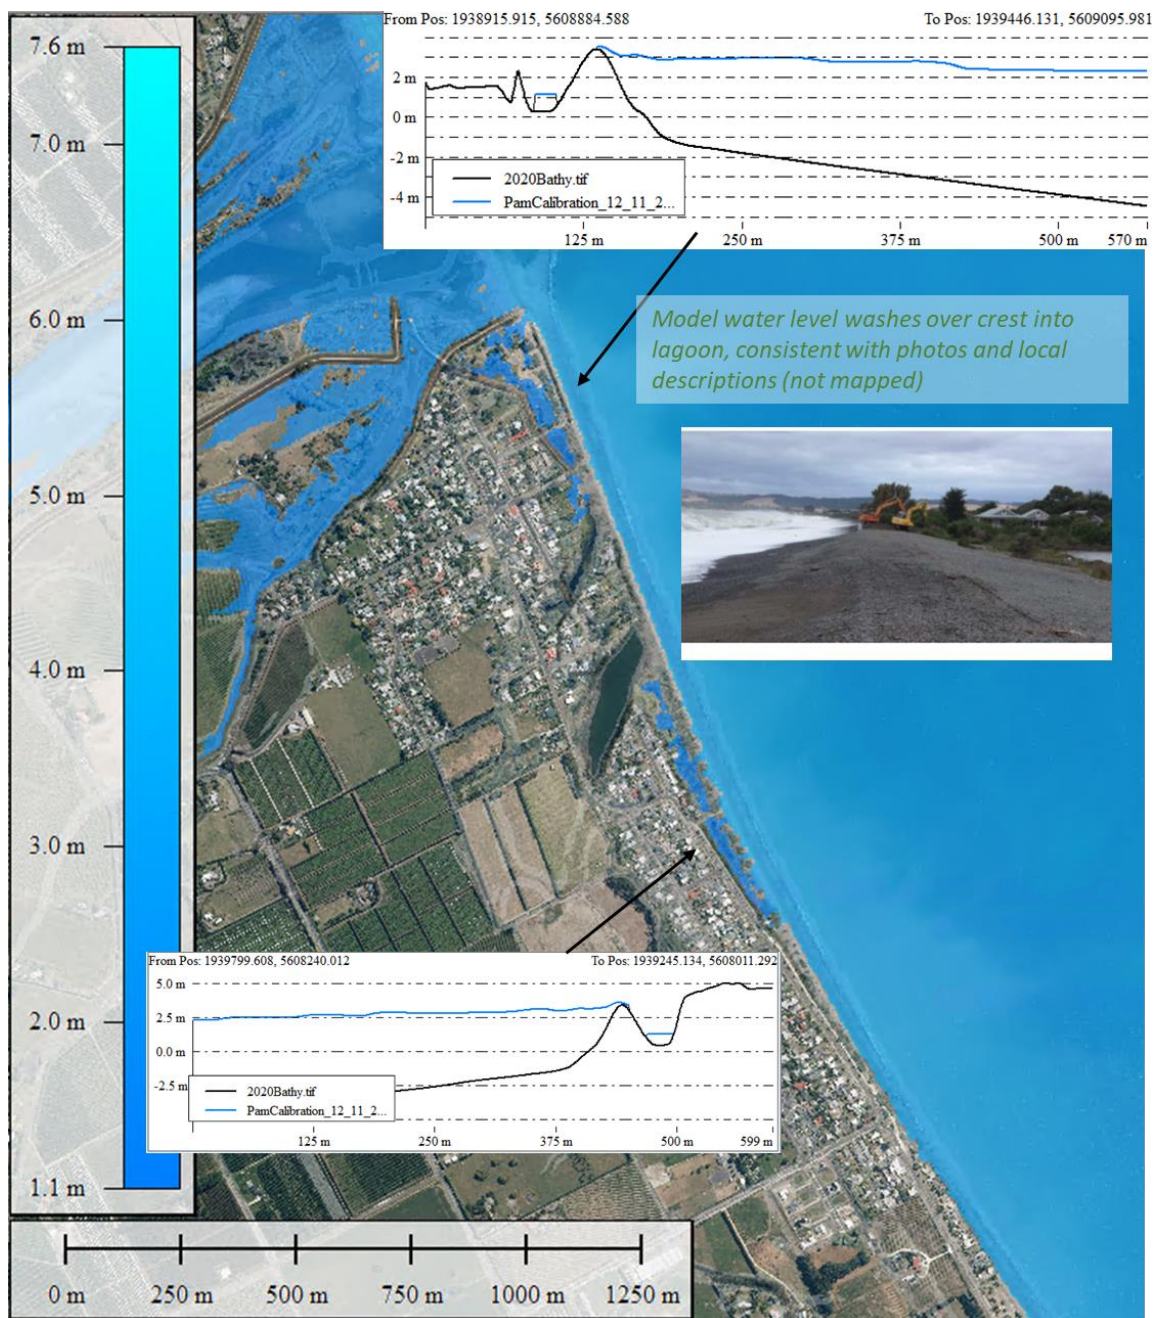 7.6 m
7.0 m
6.0 m
5.0 m
4.0 m
3.0 m
2.0 m
1.1 m
From Pos: 1938915.915, 5608884.588 To Pos: 1939446.131, 5609095.981
2 m
0 m
-2 m
-4 m
2020Bathy.tif
PamCalibration_12_11_2...
125 m 250 m 375 m 500 m 570 m
Model water level washes over crest into
lagoon, consistent with photos and local
descriptions (not mapped)
From Pos: 1939799.608, 5608240.012 To Pos: 1939245.134, 5608011.292
5.0 m
2.5 m
0.0 m
-2.5 m
2020Bathy.tif
PamCalibration_12_11_2...
125 m 250 m 375 m 500 m 599 m
0 m 250 m 500 m 750 m 1000 m 1250 m